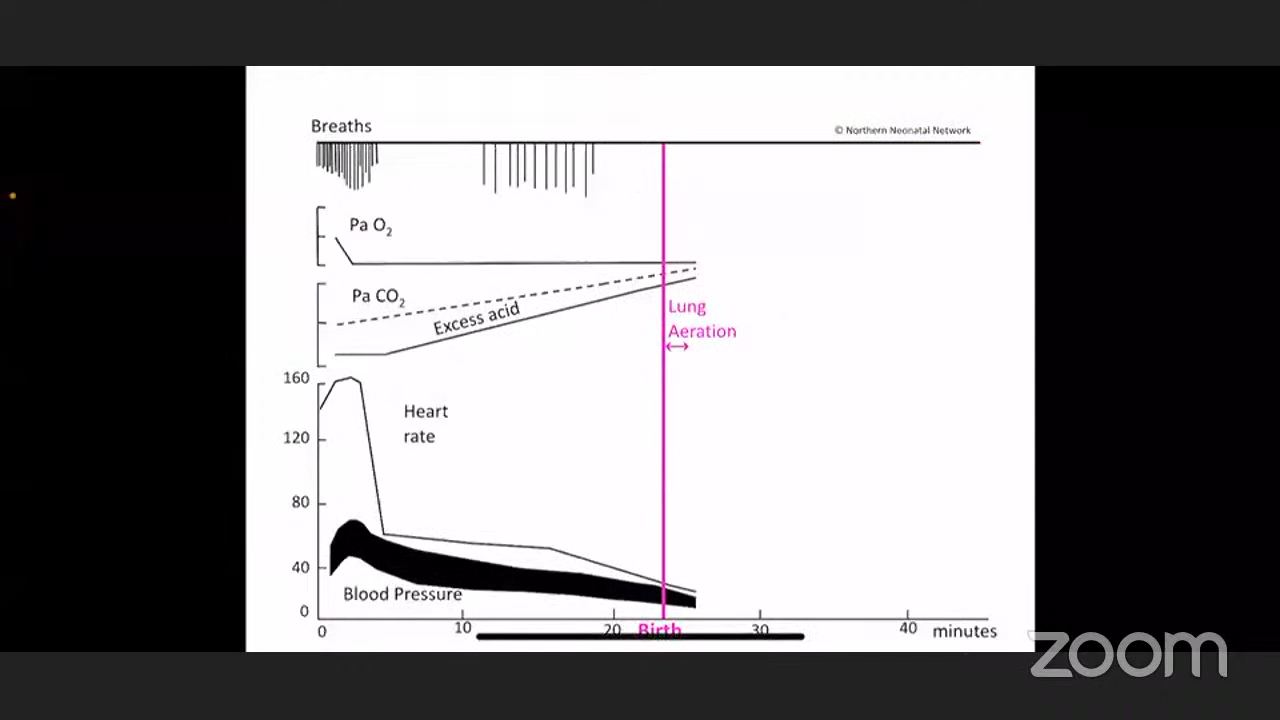 Breaths
© Northern Neonatal Network
Pa O₂
Pa CO₂
Excess acid
Lung
Aeration
160
120
80
40
0
Heart
rate
Blood Pressure
0
10
20
Birth
30
40
minutes
zoom